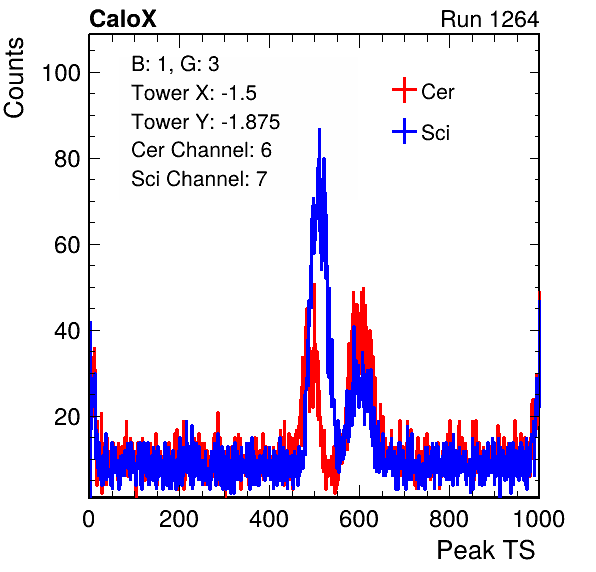 CaloX
Run 1264
Counts
B: 1, G: 3
Tower X: -1.5
Tower Y: -1.875
Cer Channel: 6
Sci Channel: 7
Cer
Sci
100
80
60
40
20
0
200
400
600
800
1000
Peak TS